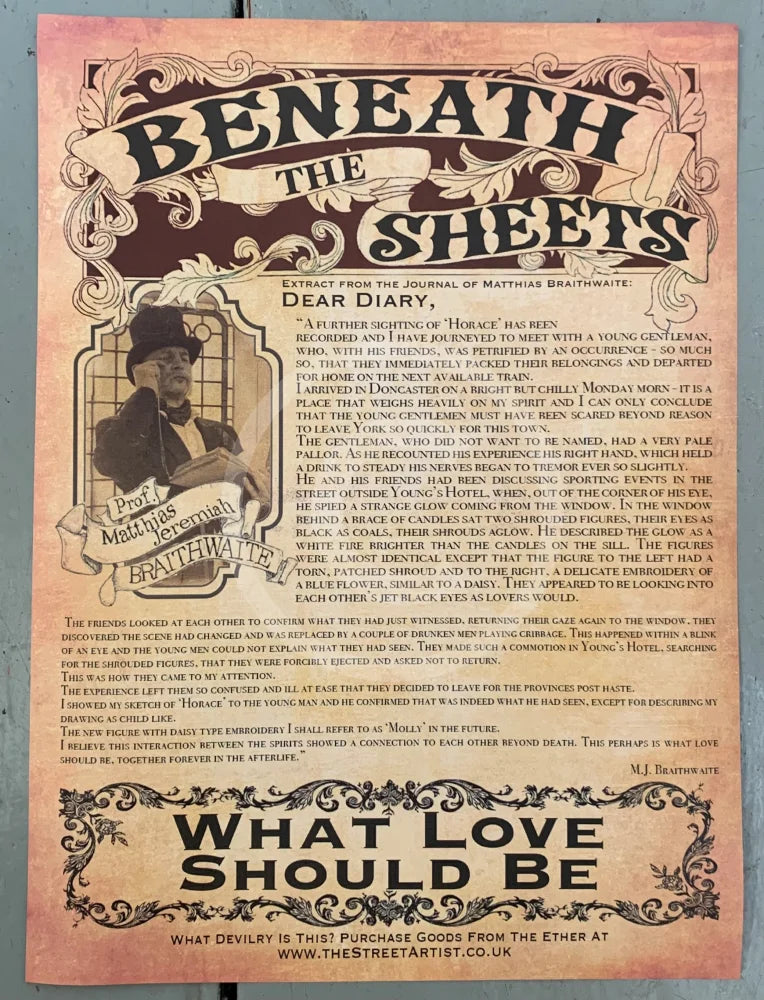 BENEATH
THE
SHEETS
EXTRACT FROM THE JOURNAL OF MATTHIAS BRAITHWAITE:
DEAR DIARY,
"A FURTHER SIGHTING OF 'HORACE' HAS BEEN
RECORDED AND I HAVE JOURNEYED TO MEET WITH A YOUNG GENTLEMAN,
WHO, WITH HIS FRIENDS, WAS PETRIFIED BY AN OCCURRENCE - SO MUCH
SO, THAT THEY IMMEDIATELY PACKED THEIR BELONGINGS AND DEPARTED
FOR HOME ON THE NEXT AVAILABLE TRAIN.
I ARRIVED IN DONCASTER ON A BRIGHT BUT CHILLY MONDAY MORN - IT IS A
PLACE THAT WEIGHS HEAVILY ON MY SPIRIT AND I CAN ONLY CONCLUDE
THAT THE YOUNG GENTLEMEN MUST HAVE BEEN SCARED BEYOND REASON
TO LEAVE YORK SO QUICKLY FOR THIS TOWN.
THE GENTLEMAN, WHO DID NOT WANT TO BE NAMED, HAD A VERY PALE
PALLOR. AS HE RECOUNTED HIS EXPERIENCE HIS RIGHT HAND, WHICH HELD
A DRINK TO STEADY HIS NERVES BEGAN TO TREMOR EVER SO SLIGHTLY.
HE AND HIS FRIENDS HAD BEEN DISCUSSING SPORTING EVENTS IN THE
STREET OUTSIDE YOUNG'S HOTEL, WHEN, OUT OF THE CORNER OF HIS EYE,
HE SPIED A STRANGE GLOW COMING FROM THE WINDOW. IN THE WINDOW
BEHIND A BRACE OF CANDLES SAT TWO SHROUDED FIGURES, THEIR EYES AS
BLACK AS COALS, THEIR SHROUDS AGLOW. HE DESCRIBED THE GLOW AS A
WHITE FIRE BRIGHTER THAN THE CANDLES ON THE SILL. THE FIGURES
WERE ALMOST IDENTICAL EXCEPT THAT THE FIGURE TO THE LEFT HAD A
TORN, PATCHED SHROUD AND TO THE RIGHT, A DELICATE EMBROIDERY OF
A BLUE FLOWER, SIMILAR TO A DAISY. THEY APPEARED TO BE LOOKING INTO
EACH OTHER'S JET BLACK EYES AS LOVERS WOULD.
Prof.
Matthias
Jeremiah
BRAITHWAITE
THE FRIENDS LOOKED AT EACH OTHER TO CONFIRM WHAT THEY HAD JUST WITNESSED, RETURNING THEIR GAZE AGAIN TO THE WINDOW, THEY
DISCOVERED THE SCENE HAD CHANGED AND WAS REPLACED BY A COUPLE OF DRUNKEN MEN PLAYING CRIBBAGE. THIS HAPPENED WITHIN A BLINK
OF AN EYE AND THE YOUNG MEN COULD NOT EXPLAIN WHAT THEY HAD SEEN. THEY MADE SUCH A COMMOTION IN YOUNG'S HOTEL, SEARCHING
FOR THE SHROUDED FIGURES, THAT THEY WERE FORCIBLY EJECTED AND ASKED NOT TO RETURN.
THIS WAS HOW THEY CAME TO MY ATTENTION.
THE EXPERIENCE LEFT THEM SO CONFUSED AND ILL AT EASE THAT THEY DECIDED TO LEAVE FOR THE PROVINCES POST HASTE.
I SHOWED MY SKETCH OF 'HORACE' TO THE YOUNG MAN AND HE CONFIRMED THAT WAS INDEED WHAT HE HAD SEEN, EXCEPT FOR DESCRIBING MY
DRAWING AS CHILD LIKE.
THE NEW FIGURE WITH DAISY TYPE EMBROIDERY I SHALL REFER TO AS 'MOLLY' IN THE FUTURE.
I BELIEVE THIS INTERACTION BETWEEN THE SPIRITS SHOWED A CONNECTION TO EACH OTHER BEYOND DEATH. THIS PERHAPS IS WHAT LOVE
SHOULD BE, TOGETHER FOREVER IN THE AFTERLIFE."
M.J. BRAITHWAITE
WHAT LOVE
SHOULD BE
WHAT DEVILRY IS THIS? PURCHASE GOODS FROM THE ETHER AT
WWW.THESTREETARTIST.CO.UK